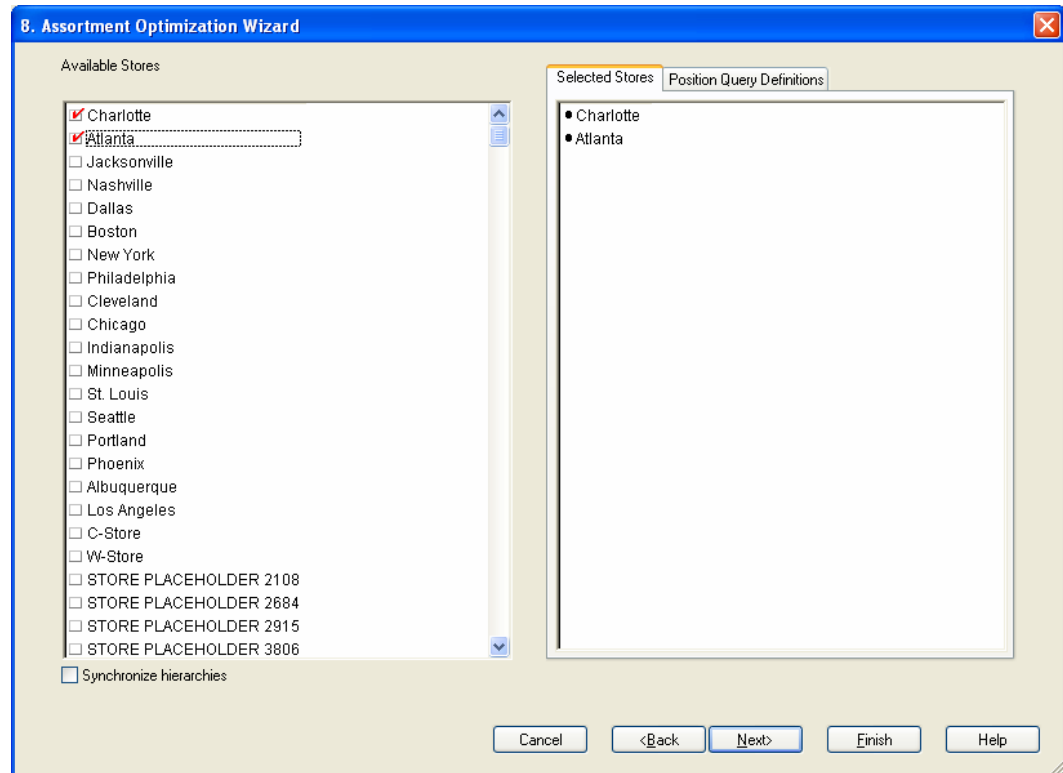 8. Assortment Optimization Wizard
Available Stores
Charlotte
Atlanta
Jacksonville
Nashville
Dallas
Boston
New York
Philadelphia
Cleveland
Chicago
Indianapolis
Minneapolis
St. Louis
Seattle
Portland
Phoenix
Albuquerque
Los Angeles
C-Store
W-Store
STORE PLACEHOLDER 2108
STORE PLACEHOLDER 2684
STORE PLACEHOLDER 2915
STORE PLACEHOLDER 3806
Synchronize hierarchies
Selected Stores Position Query Definitions
• Charlotte
• Atlanta
Cancel <Back Next> Finish Help